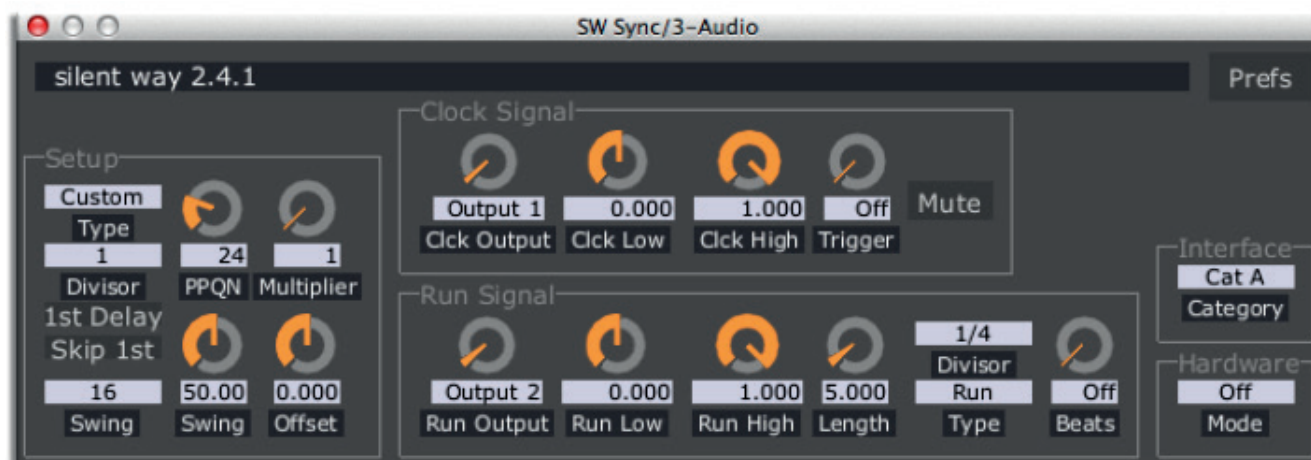 SW Sync/3-Audio
silent way 2.4.1
Prefs
Setup
Custom
Type
1
Divisor
24
PPQN
1
Multiplier
1st Delay
Skip 1st
16
Swing
50.00
Swing
0.000
Offset
Clock Signal
Output 1
Clck Output
0.000
Clck Low
1.000
Clck High
Off
Trigger
Mute
Run Signal
Output 2
Run Output
0.000
Run Low
1.000
Run High
5.000
Length
1/4
Divisor
Run
Type
Off
Beats
Interface
Cat A
Category
Hardware
Off
Mode